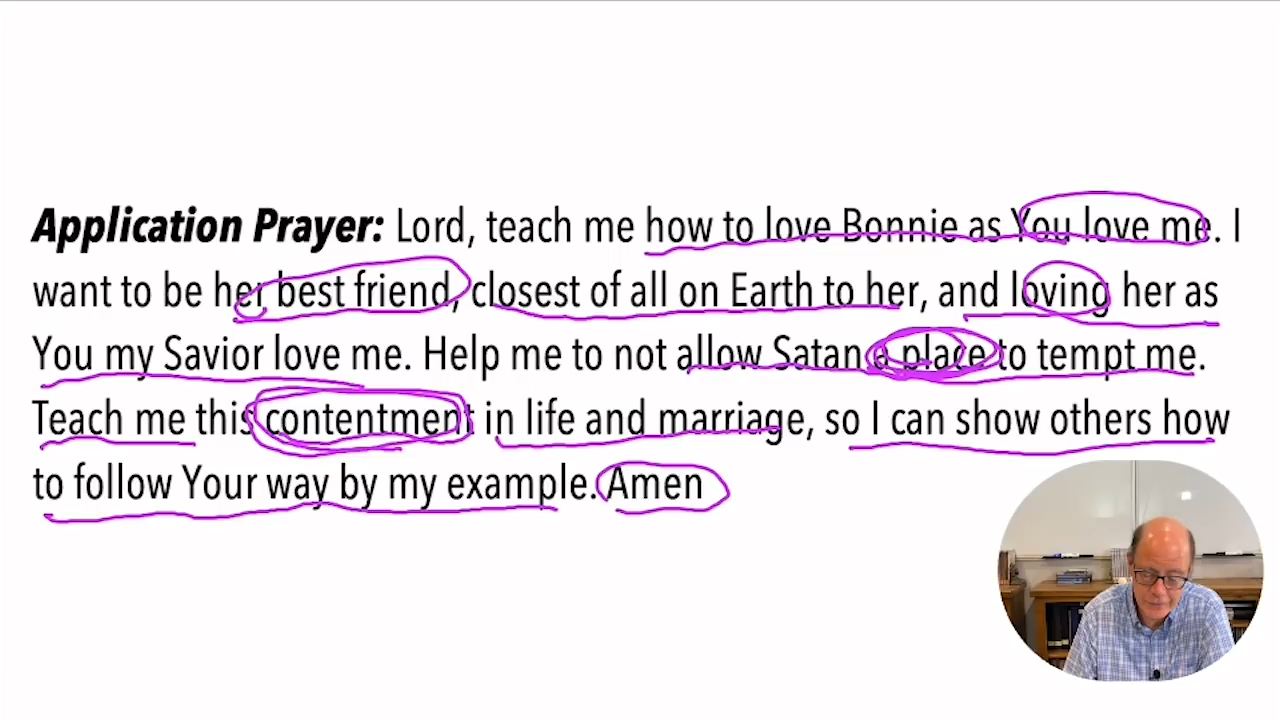 Application Prayer: Lord, teach me how to love Bonnie as You love me. I
want to be her best friend, closest of all on Earth to her, and loving her as
You my Savior love me. Help me to not allow Satan a place to tempt me.
Teach me this contentment in life and marriage, so I can show others how
to follow Your way by my example. Amen